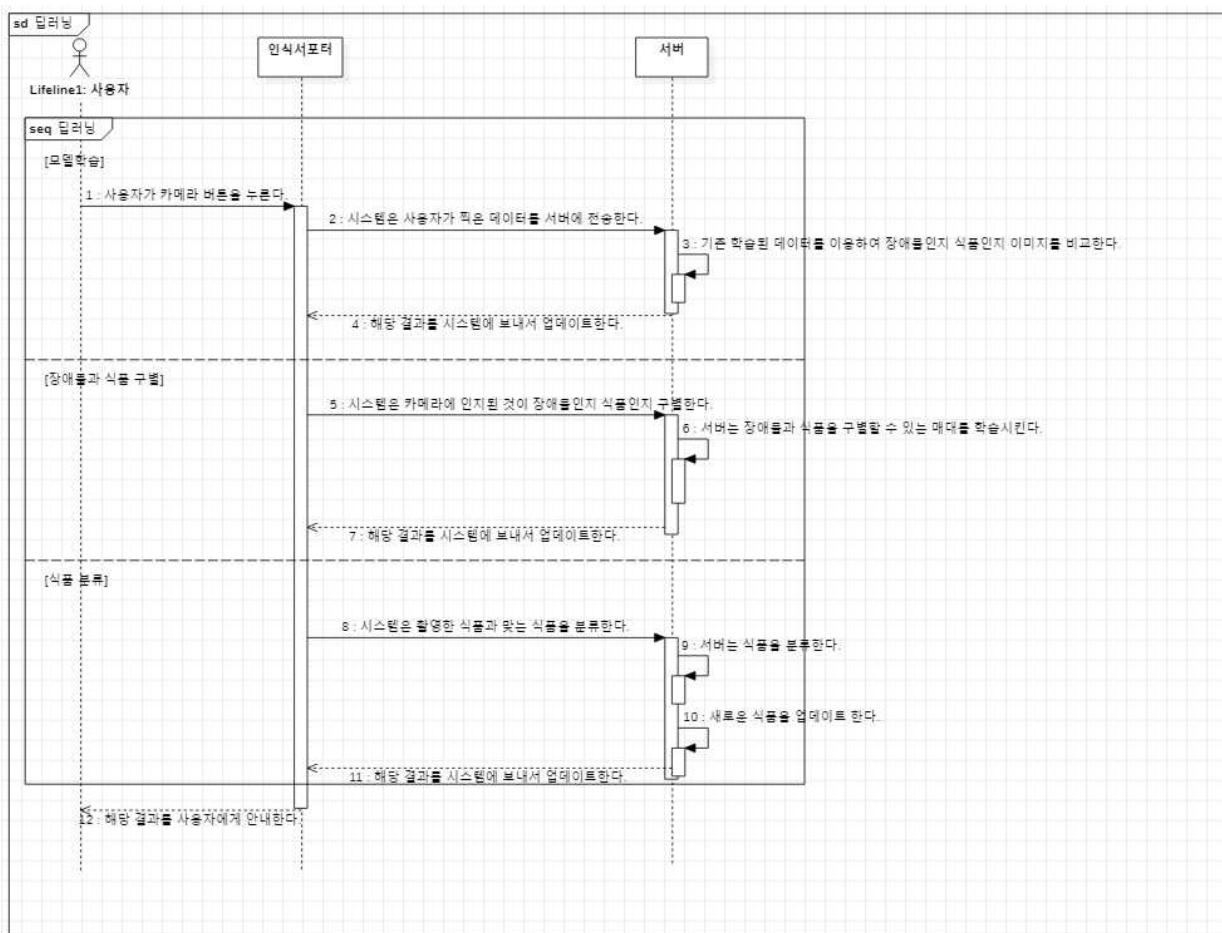 sd 딥러닝
인식서포터
서버
Lifeline1: 사용자
seq 딥러닝
[모델학습]
1 : 사용자가 카메라 버튼을 누른다.
2 : 시스템은 사용자가 찍은 데이터를 서버에 전송한다.
3 : 기존 학습된 데이터를 이용하여 장애물인지 식품인지 이미지를 비교한다.
4 : 해당 결과를 시스템에 보내서 업데이트한다.
[장애물과 식품 구별]
5 : 시스템은 카메라에 인지된 것이 장애물인지 식품인지 구별한다.
6 : 서버는 장애물과 식품을 구별할 수 있는 매대를 학습시킨다.
7 : 해당 결과를 시스템에 보내서 업데이트한다.
[식품 분류]
8 : 시스템은 촬영한 식품과 맞는 식품을 분류한다.
9 : 서버는 식품을 분류한다.
10 : 새로운 식품을 업데이트 한다.
11 : 해당 결과를 시스템에 보내서 업데이트한다.
12 : 해당 결과를 사용자에게 안내한다.